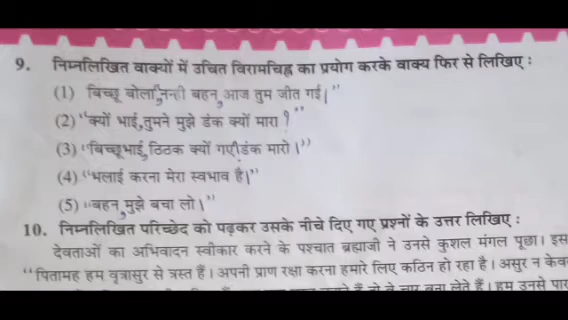 9. निम्नलिखित वाक्यों में उचित विरामचिह्न का प्रयोग करके वाक्य फिर से लिखिए :
(1) बिच्छू बोला,"नन्ही बहन, आज तुम जीत गई।"
(2) "क्यों भाई, तुमने मुझे डंक क्यों मारा ?"
(3) "बिच्छूभाई, ठिठक क्यों गए? डंक मारो।"
(4) "भलाई करना मेरा स्वभाव है।"
(5) "बहन, मुझे बचा लो।"
10. निम्नलिखित परिच्छेद को पढ़कर उसके नीचे दिए गए प्रश्नों के उत्तर लिखिए :
देवताओं का अभिवादन स्वीकार करने के पश्चात ब्रह्माजी ने उनसे कुशल मंगल पूछा। इस
"पितामह हम वृत्रासुर से त्रस्त हैं। अपनी प्राण रक्षा करना हमारे लिए कठिन हो रहा है। असुर न केव